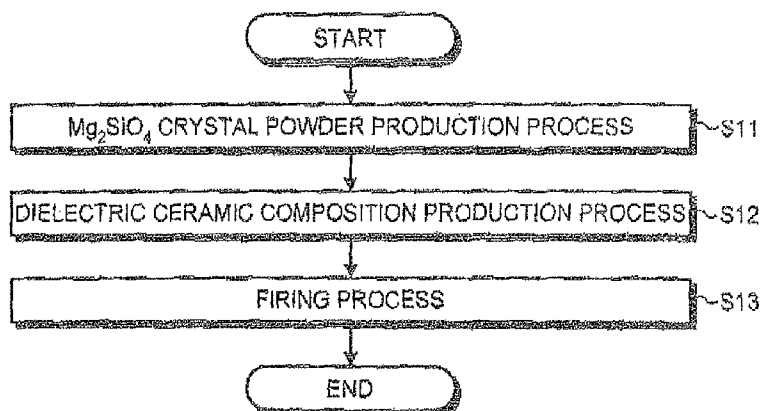 START
Mg₂SiO₄ CRYSTAL POWDER PRODUCTION PROCESS
S11
DIELECTRIC CERAMIC COMPOSITION PRODUCTION PROCESS
S12
FIRING PROCESS
S13
END